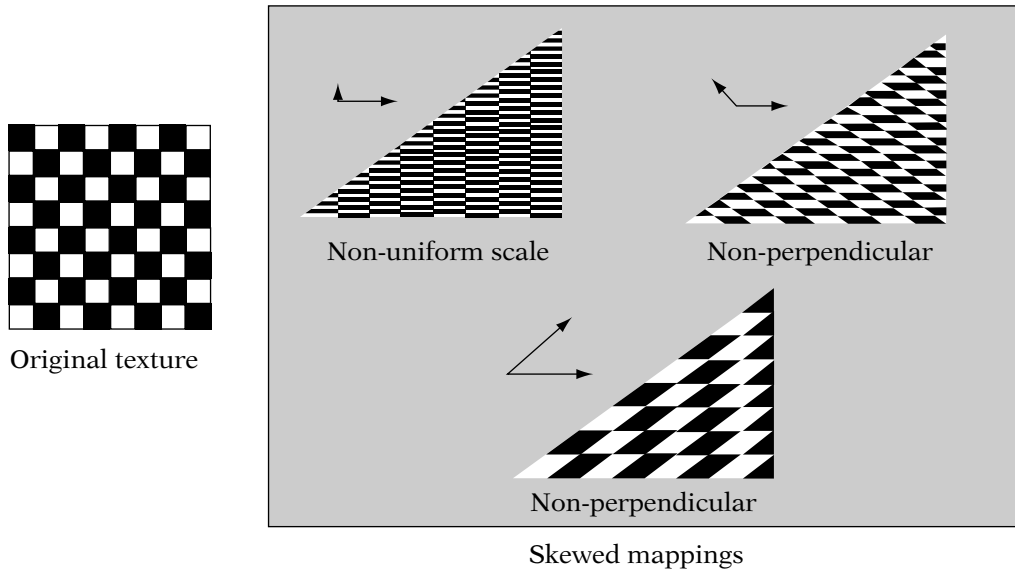 Non-uniform scale
Non-perpendicular
Original texture
Non-perpendicular
Skewed mappings